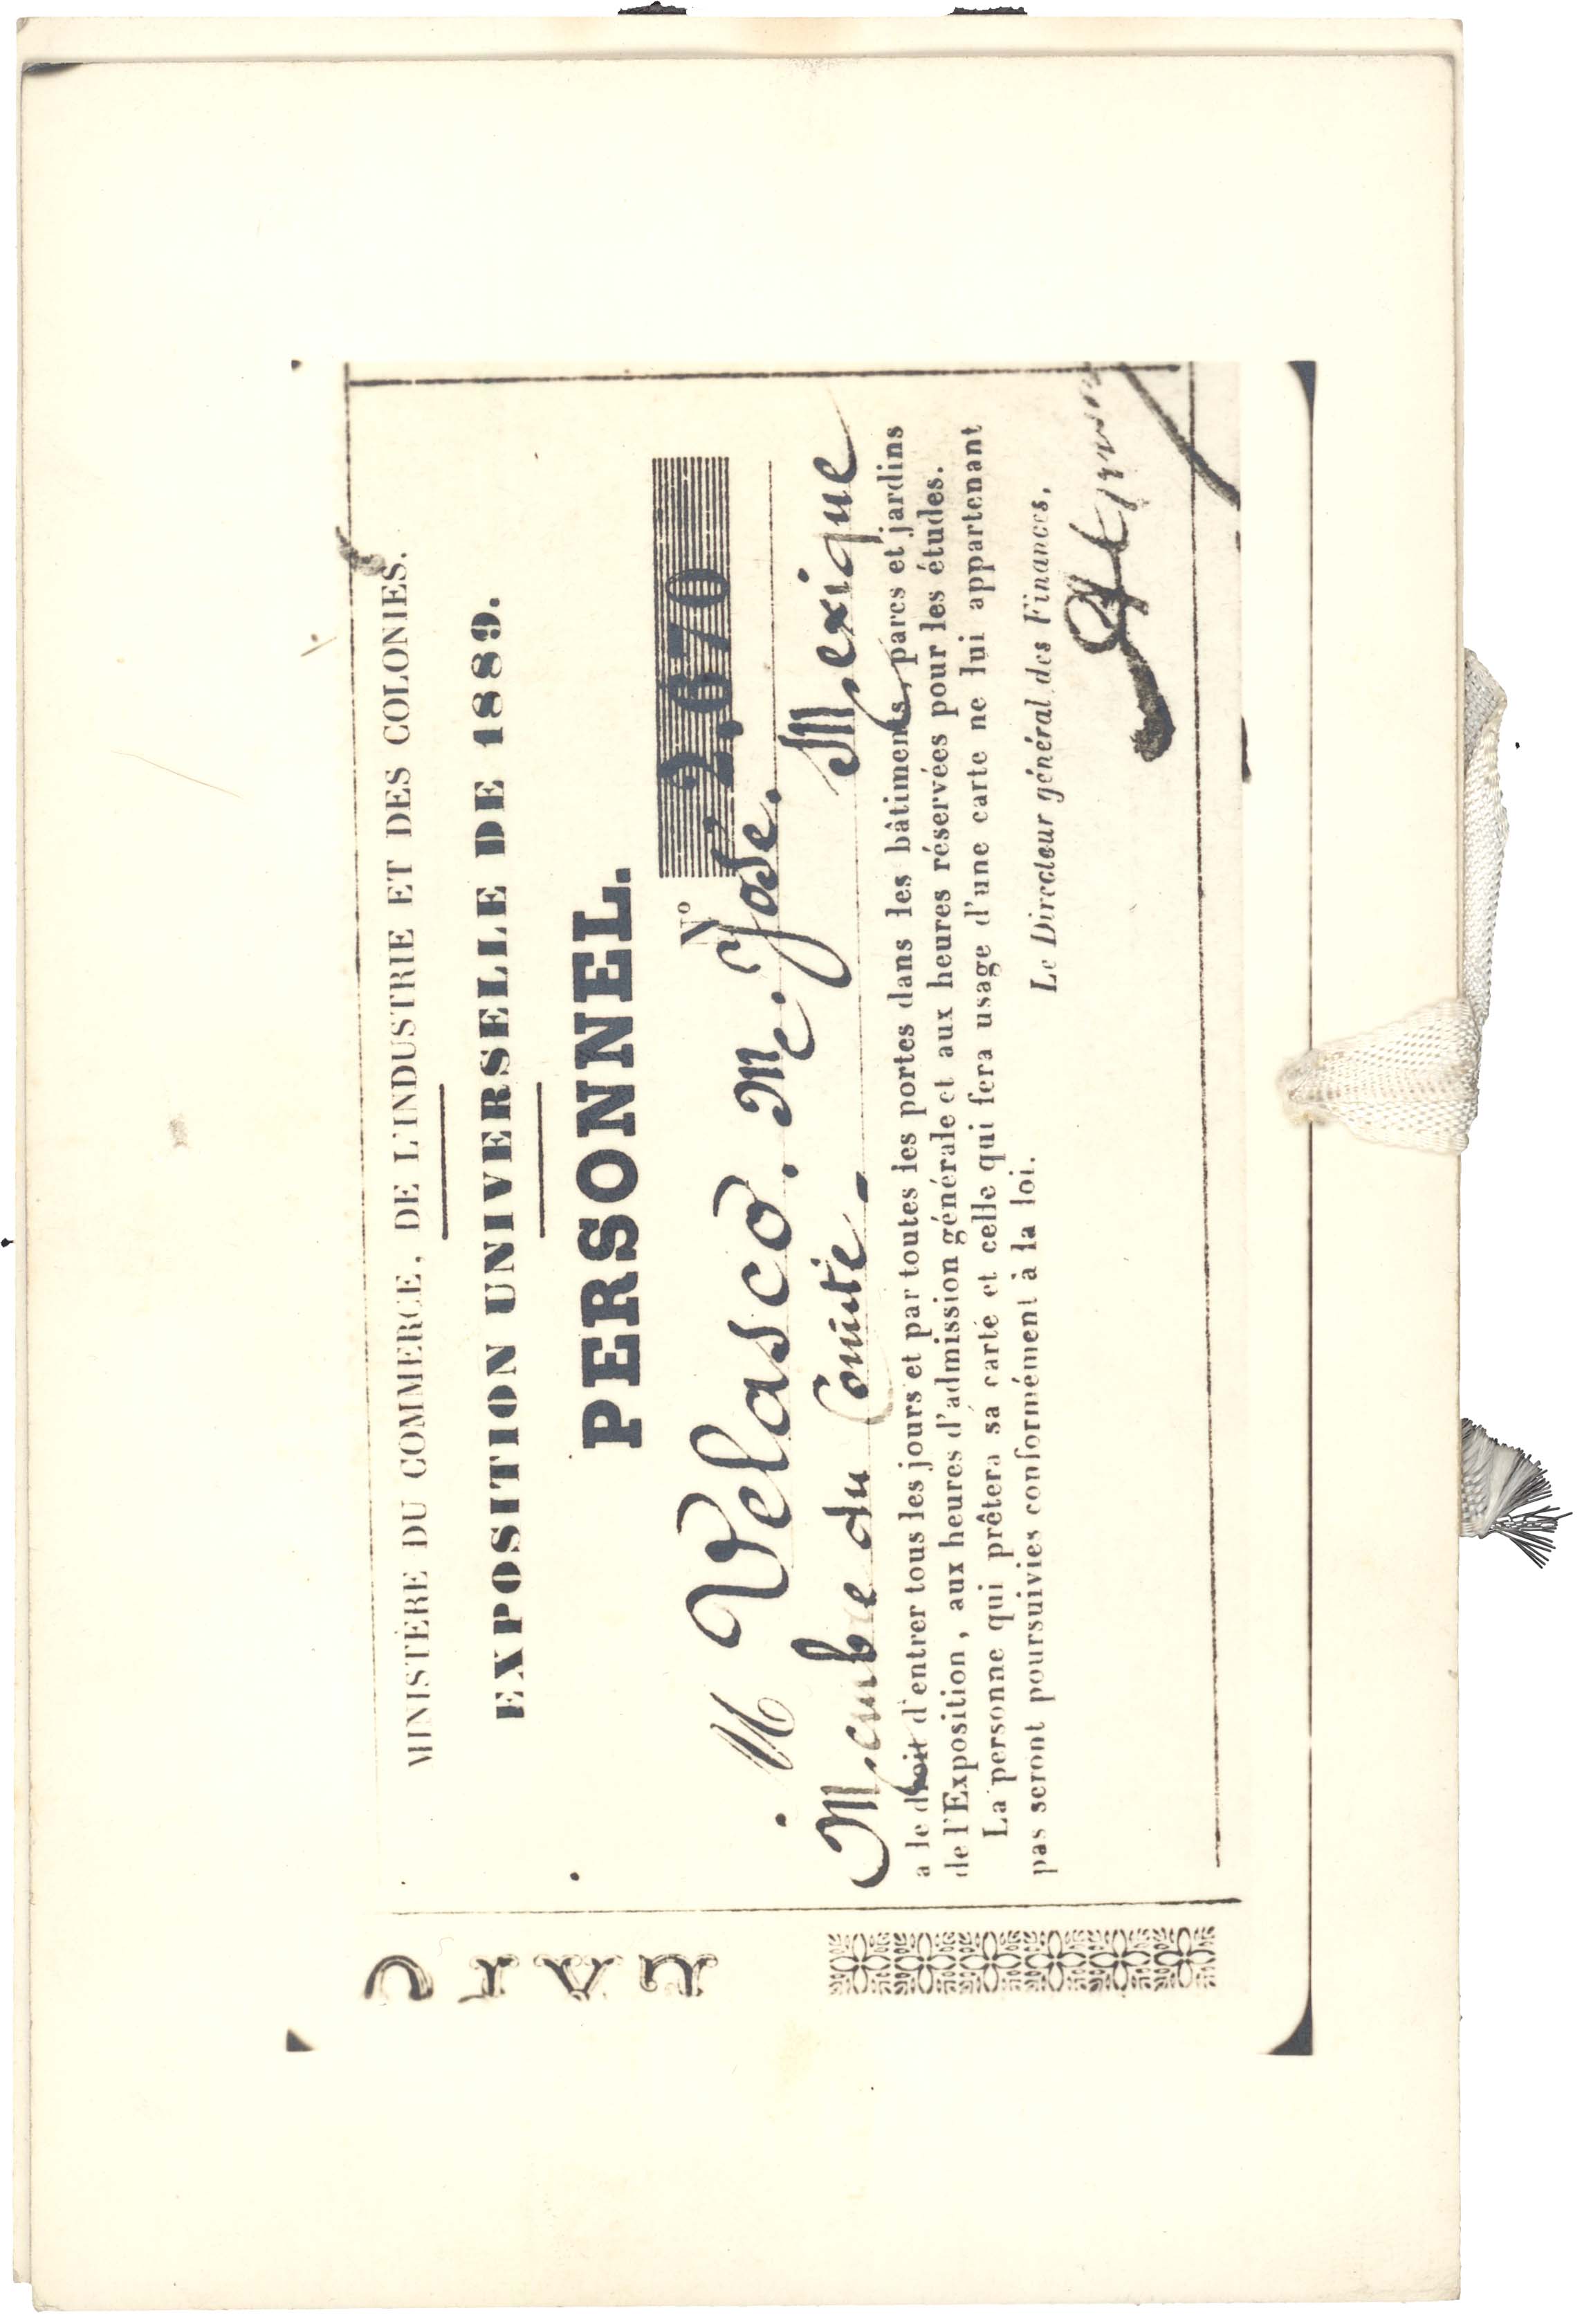 MINISTÈRE DU COMMERCE, DE L'INDUSTRIE ET DES COLONIES.
EXPOSITION UNIVERSELLE DE 1889.
PERSONNEL.
N° 2,670
M Velasco. M. José. Mexique
Membre du Comité.
a le droit d'entrer tous les jours et par toutes les portes dans les bâtiments, parcs et jardins
de l'Exposition, aux heures d'admission générale et aux heures réservées pour les études.
La personne qui prêtera sa carte et celle qui fera usage d'une carte ne lui appartenant
pas seront poursuivies conformément à la loi.
Le Directeur général des Finances,